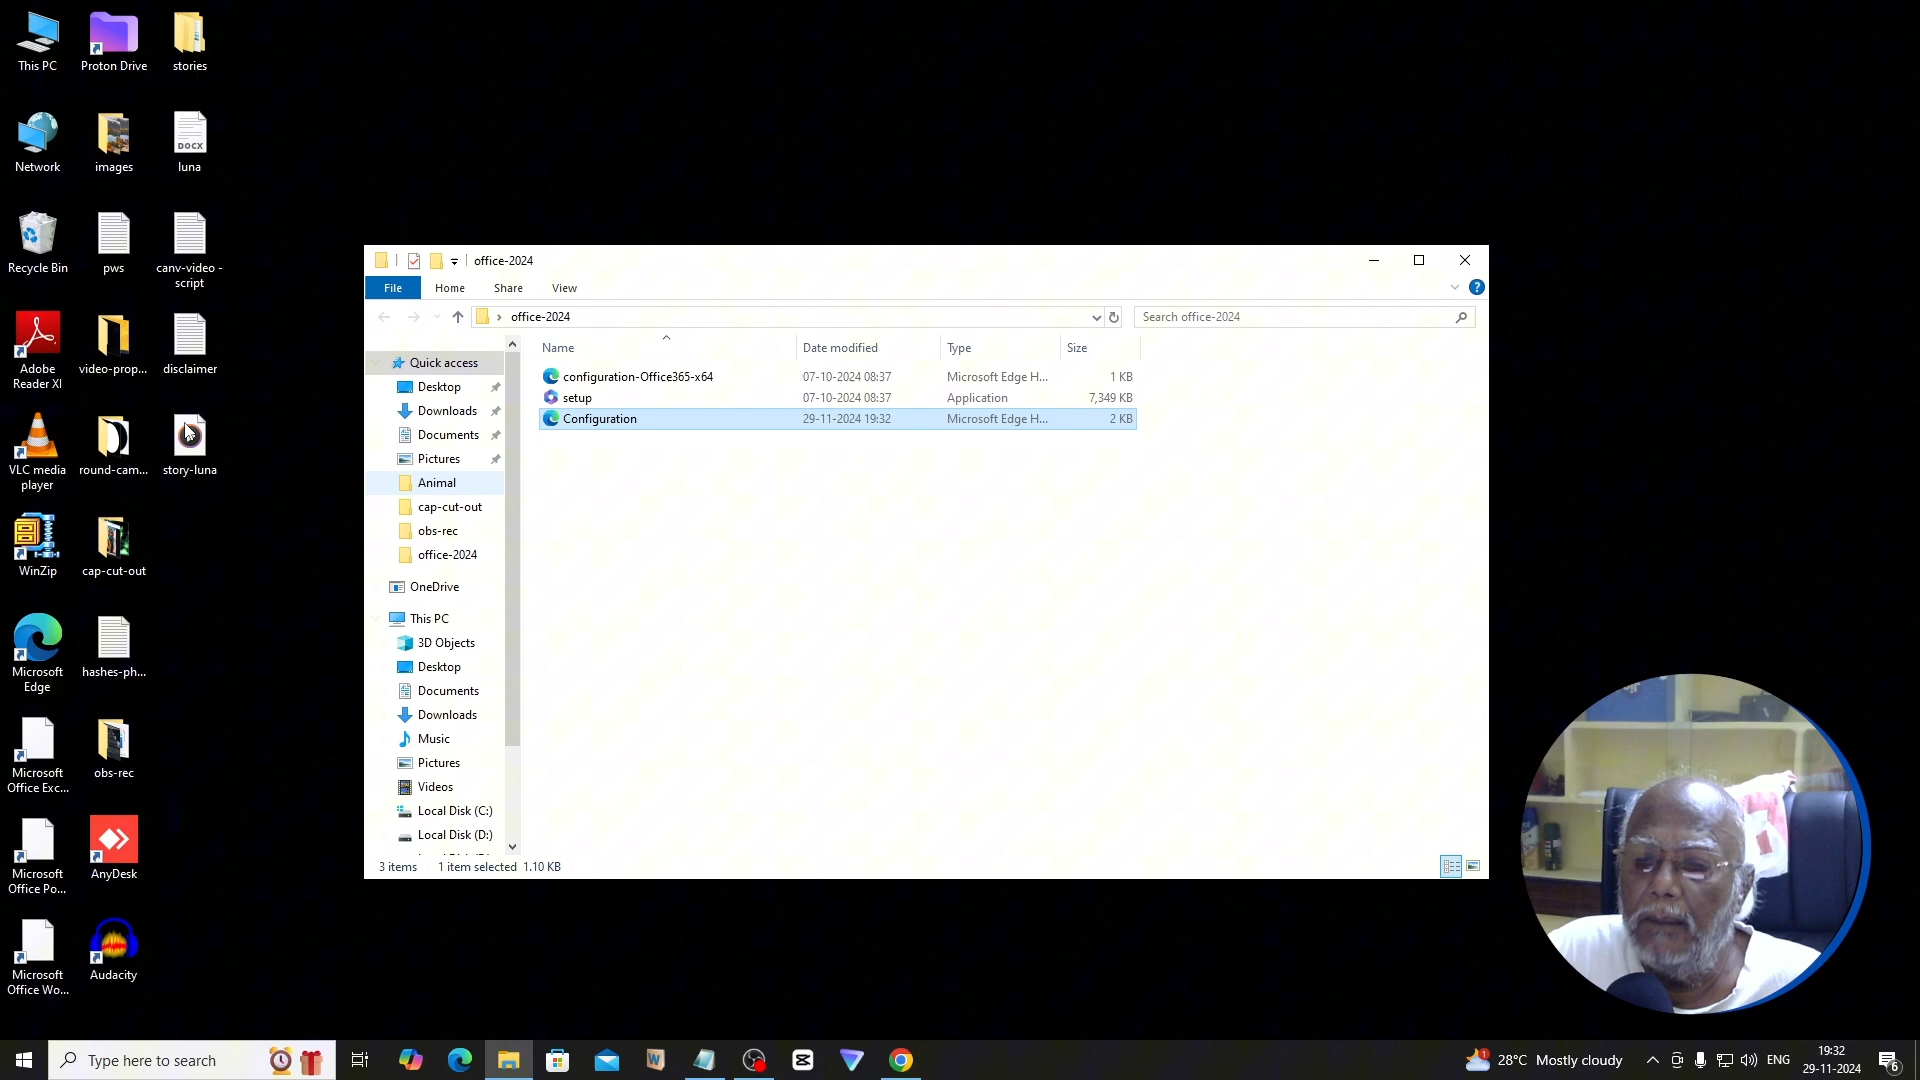 This PC
Proton Drive
stories
Network
images
DOCX
luna
Recycle Bin
pws
canv-video -
script
Adobe
Reader XI
video-prop...
disclaimer
VLC media
player
round-cam...
story-luna
WinZip
cap-cut-out
Microsoft
Edge
hashes-ph...
Microsoft
Office Exc...
obs-rec
Microsoft
Office Po...
AnyDesk
Microsoft
Office Wo...
Audacity
office-2024
File Home Share View
office-2024
Search office-2024
Quick access
Desktop
Downloads
Documents
Pictures
Animal
cap-cut-out
obs-rec
office-2024
OneDrive
This PC
3D Objects
Desktop
Documents
Downloads
Music
Pictures
Videos
Local Disk (C:)
Local Disk (D:)
Name Date modified Type Size
configuration-Office365-x64 07-10-2024 08:37 Microsoft Edge H... 1 KB
setup 07-10-2024 08:37 Application 7,349 KB
Configuration 29-11-2024 19:32 Microsoft Edge H... 2 KB
3 items 1 item selected 1.10 KB
Type here to search
28°C Mostly cloudy
ENG
19:32
29-11-2024
6